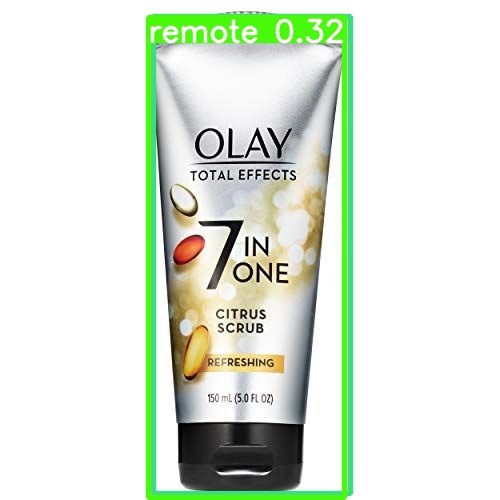 remote 0.32
OLAY
TOTAL EFFECTS
7 IN
ONE
CITRUS
SCRUB
REFRESHING
150 mL (5.0 FL OZ)